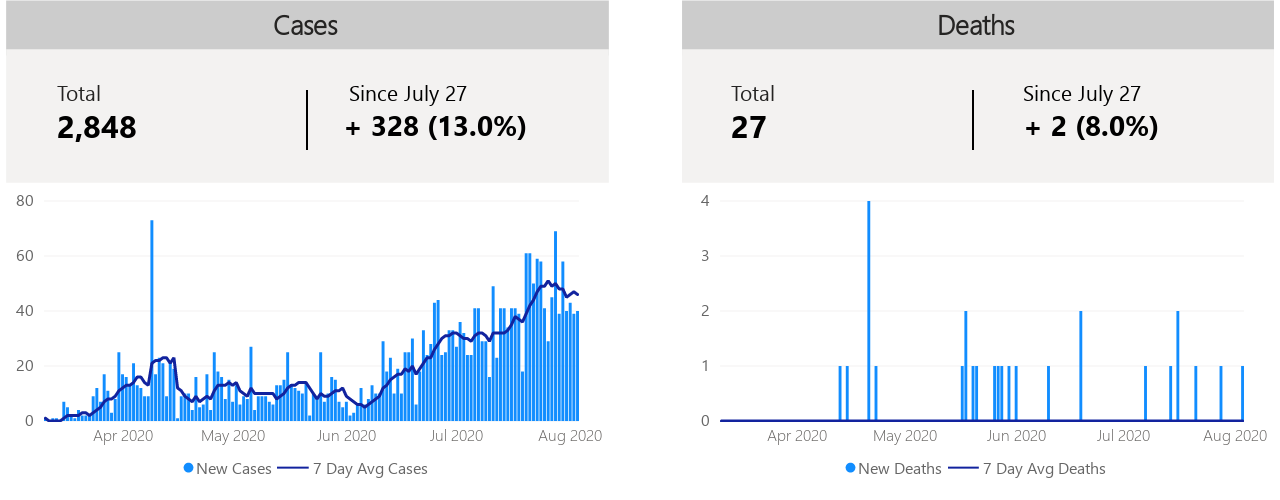 Cases
Total
2,848
Since July 27
+ 328 (13.0%)
80
60
40
20
0
Apr 2020 May 2020 Jun 2020 Jul 2020 Aug 2020
New Cases 7 Day Avg Cases
Deaths
Total
27
Since July 27
+ 2 (8.0%)
4
3
2
1
0
Apr 2020 May 2020 Jun 2020 Jul 2020 Aug 2020
New Deaths 7 Day Avg Deaths